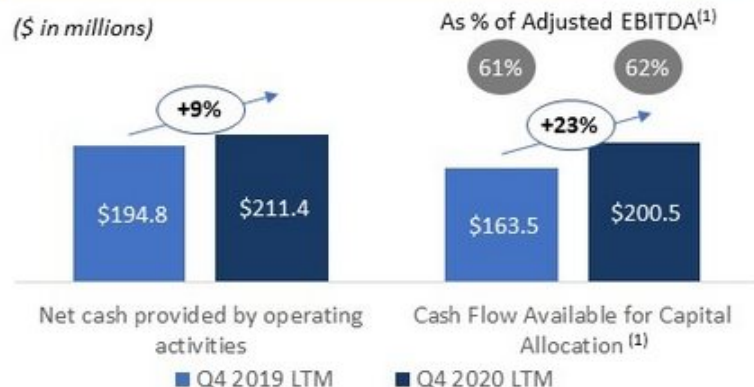 ($ in millions)
As % of Adjusted EBITDA(1)
61%
62%
+9%
+23%
$194.8
$211.4
$163.5
$200.5
Net cash provided by operating
activities
Cash Flow Available for Capital
Allocation (1)
Q4 2019 LTM
Q4 2020 LTM